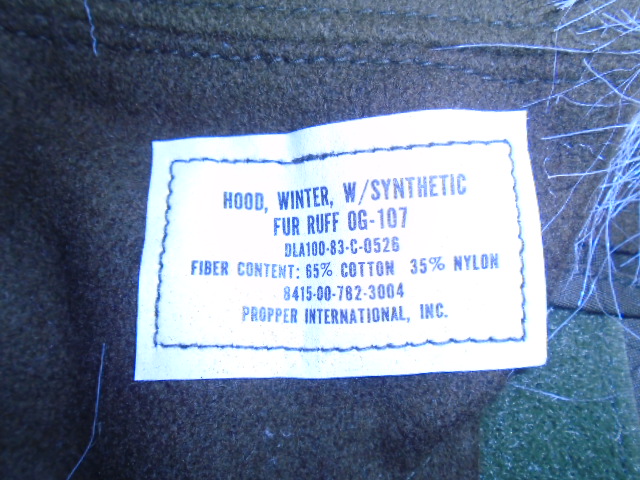 HOOD, WINTER, W/SYNTHETIC
FUR RUFF OG-107
DLA100-83-C-0526
FIBER CONTENT: 65% COTTON 35% NYLON
8415-00-782-3004
PROPPER INTERNATIONAL, INC.